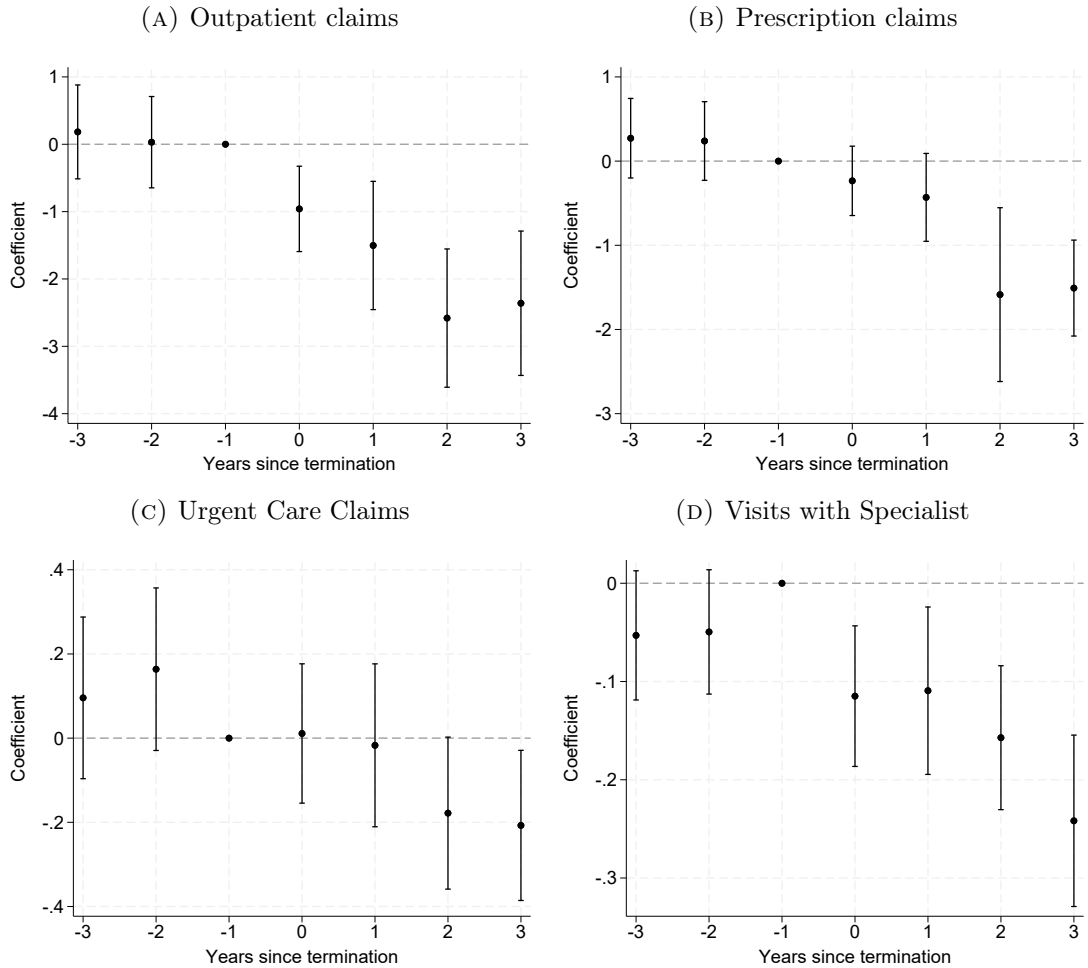 (A) Outpatient claims
1
0
-1
-2
-3
-4
Coefficient
-3 -2 -1 0 1 2 3
Years since termination
(B) Prescription claims
1
0
-1
-2
-3
Coefficient
-3 -2 -1 0 1 2 3
Years since termination
(C) Urgent Care Claims
.4
.2
0
-.2
-.4
Coefficient
-3 -2 -1 0 1 2 3
Years since termination
(D) Visits with Specialist
0
-.1
-.2
-.3
Coefficient
-3 -2 -1 0 1 2 3
Years since termination